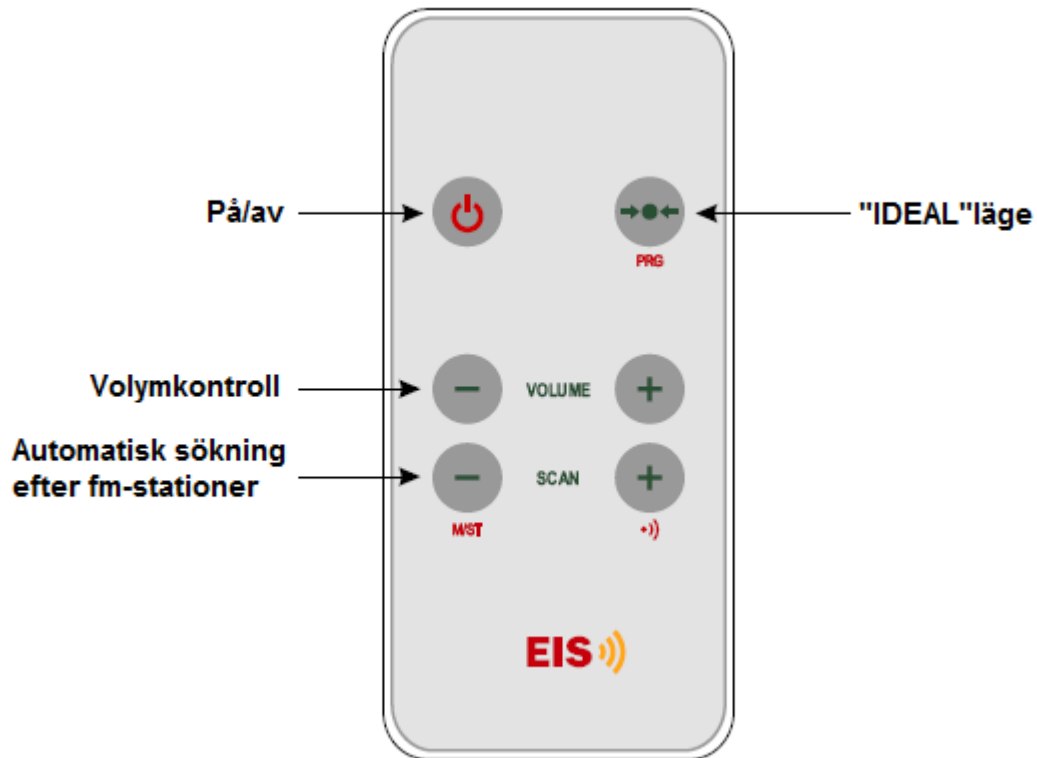 På/av
"IDEAL"läge
PRG
Volymkontroll
VOLUME
Automatisk sökning
efter fm-stationer
SCAN
M/ST
EIS